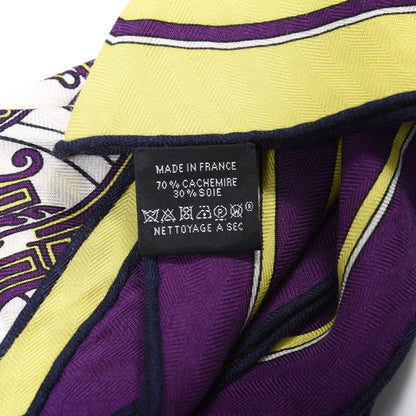 MADE IN FRANCE
70 % CACHEMIRE
30 % SOIE
NETTOYAGE A SEC